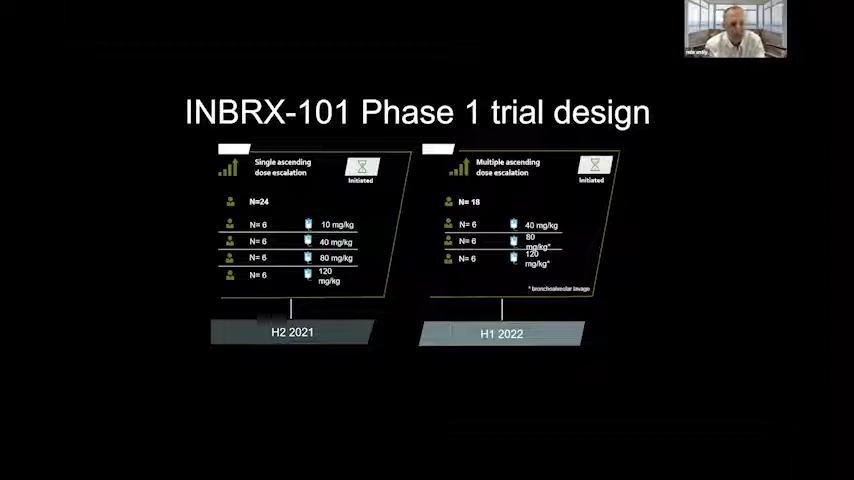 INBRX-101 Phase 1 trial design
Single ascending
dose escalation
Initiated
N=24
N= 6 10 mg/kg
N= 6 40 mg/kg
N= 6 80 mg/kg
N= 6 120
mg/kg
H2 2021
Multiple ascending
dose escalation
Initiated
N= 18
N= 6 40 mg/kg
N= 6 80
mg/kg*
N= 6 120
mg/kg*
* bronchoalveolar lavage
H1 2022